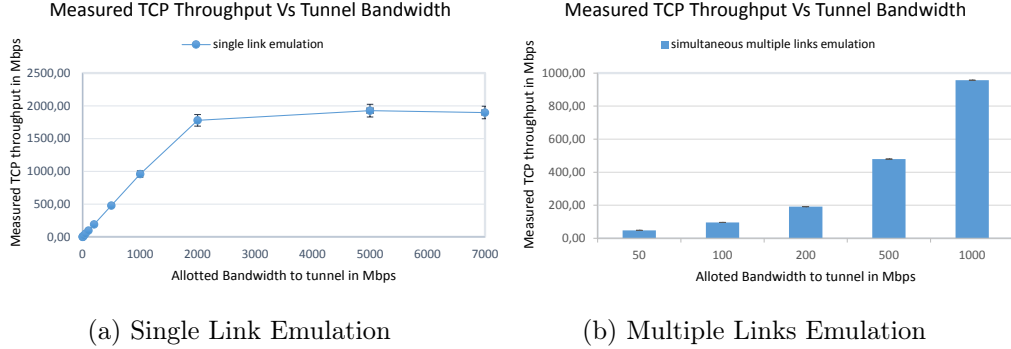 Measured TCP Throughput Vs Tunnel Bandwidth
single link emulation
Measured TCP throughput in Mbps
2500,00
2000,00
1500,00
1000,00
500,00
0,00
0 1000 2000 3000 4000 5000 6000 7000
Allotted Bandwidth to tunnel in Mbps
(a) Single Link Emulation
Measured TCP Throughput Vs Tunnel Bandwidth
simultaneous multiple links emulation
Measured TCP throughput in Mbps
1000,00
800,00
600,00
400,00
200,00
0,00
50 100 200 500 1000
Alloted Bandwidth to tunnel in Mbps
(b) Multiple Links Emulation